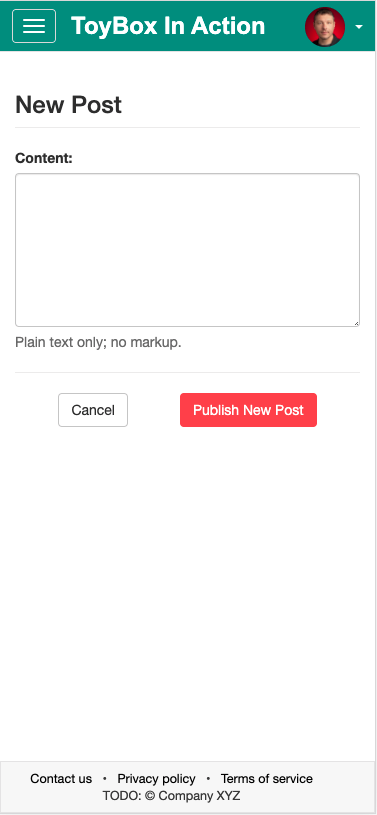 ToyBox In Action
New Post
Content:
Plain text only; no markup.
Cancel Publish New Post
Contact us • Privacy policy • Terms of service
TODO: © Company XYZ